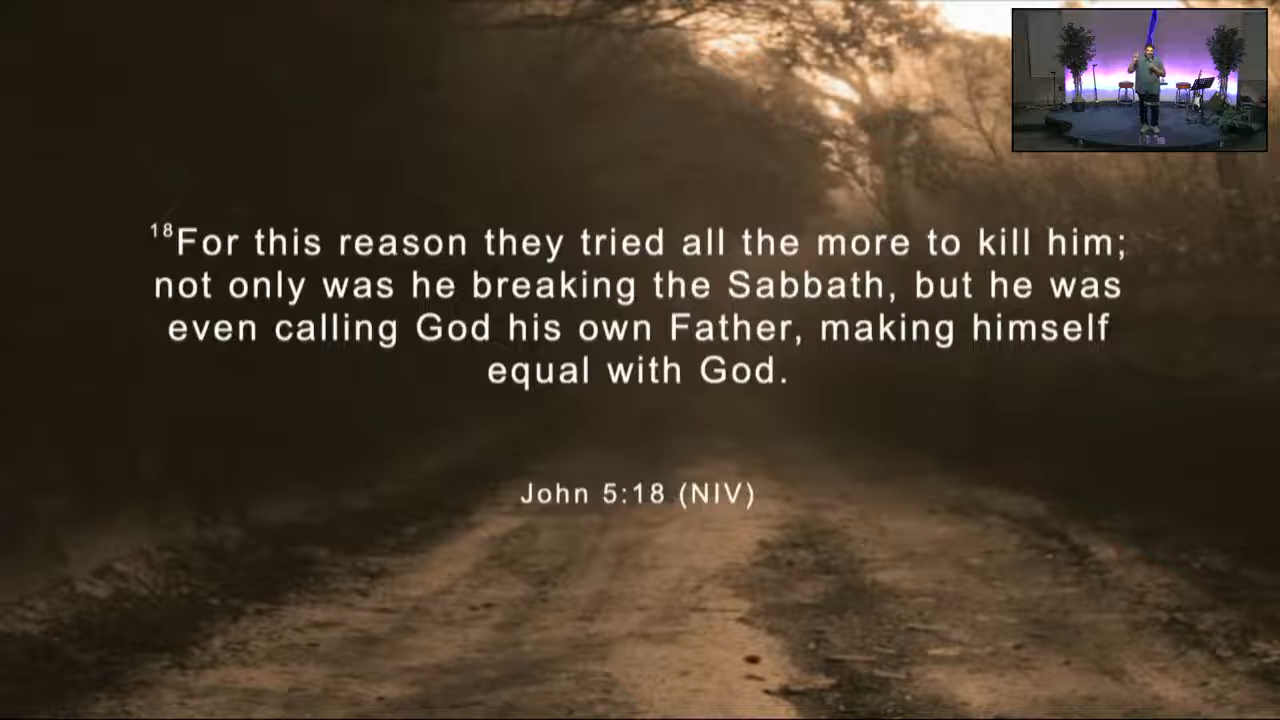 18For this reason they tried all the more to kill him;
not only was he breaking the Sabbath, but he was
even calling God his own Father, making himself
equal with God.
John 5:18 (NIV)